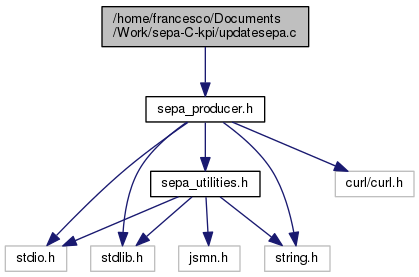 /home/francesco/Documents
/Work/sepa-C-kpi/updatesepa.c
sepa_producer.h
sepa_utilities.h
curl/curl.h
stdio.h
stdlib.h
jsmn.h
string.h